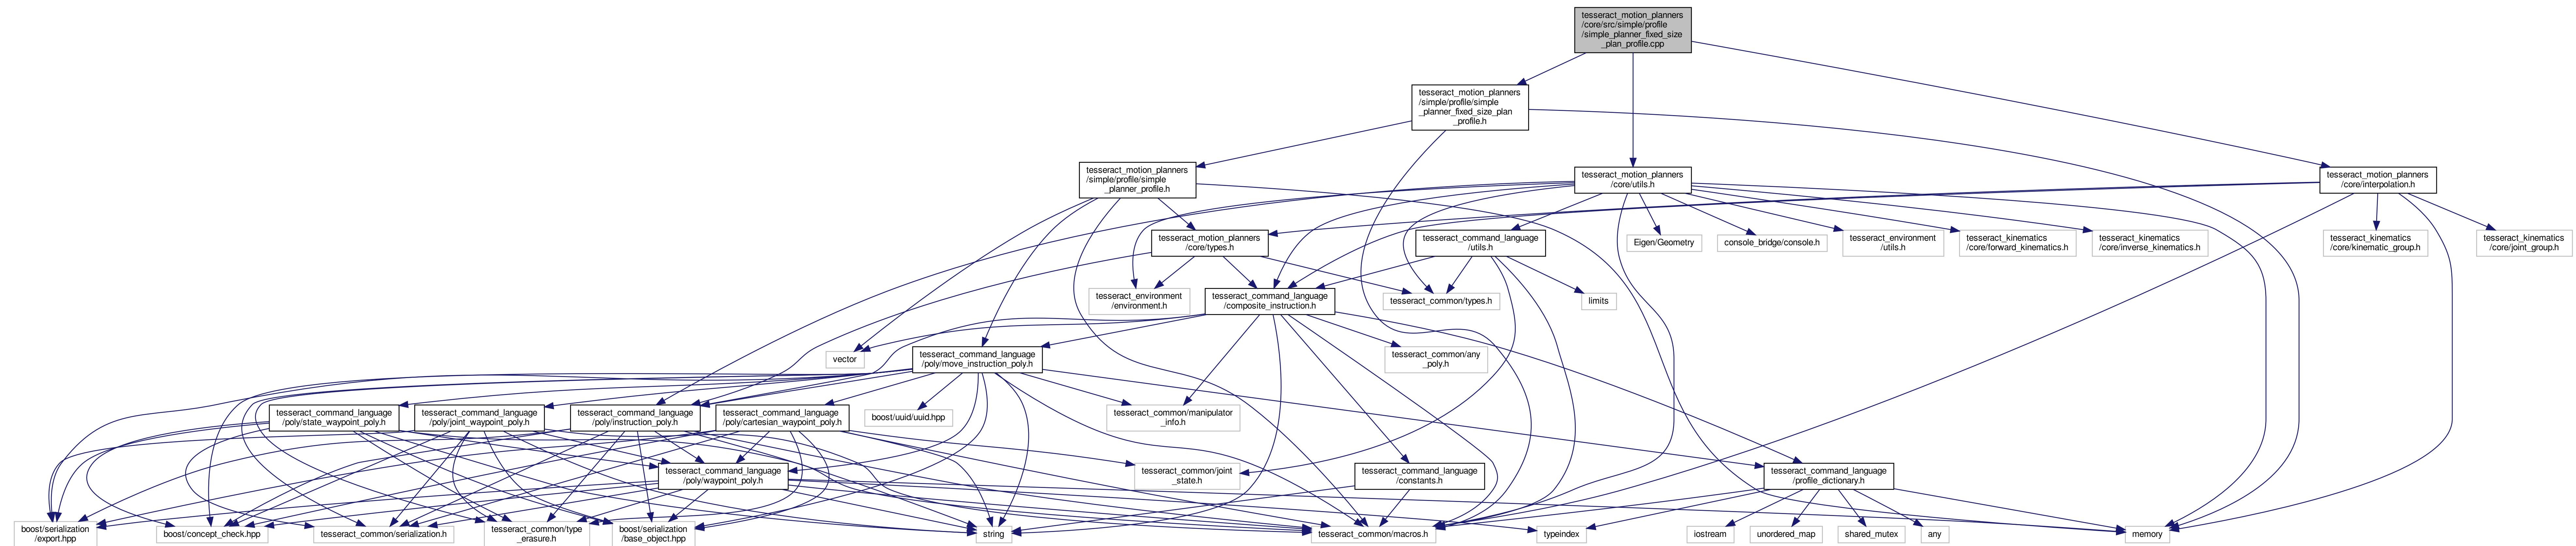 tesseract_motion_planners
/core/src/simple/profile
/simple_planner_fixed_size
_plan_profile.cpp
tesseract_motion_planners
/simple/profile/simple
_planner_fixed_size_plan
_profile.h
tesseract_motion_planners
/simple/profile/simple
_planner_profile.h
tesseract_motion_planners
/core/utils.h
tesseract_motion_planners
/core/interpolation.h
tesseract_motion_planners
/core/types.h
tesseract_command_language
/utils.h
Eigen/Geometry
console_bridge/console.h
tesseract_environment
/utils.h
tesseract_kinematics
/core/forward_kinematics.h
tesseract_kinematics
/core/inverse_kinematics.h
tesseract_kinematics
/core/kinematic_group.h
tesseract_kinematics
/core/joint_group.h
tesseract_environment
/environment.h
tesseract_command_language
/composite_instruction.h
tesseract_common/types.h
limits
vector
tesseract_command_language
/poly/move_instruction_poly.h
tesseract_common/any
_poly.h
tesseract_command_language
/poly/state_waypoint_poly.h
tesseract_command_language
/poly/joint_waypoint_poly.h
tesseract_command_language
/poly/instruction_poly.h
tesseract_command_language
/poly/cartesian_waypoint_poly.h
boost/uuid/uuid.hpp
tesseract_common/manipulator
_info.h
tesseract_command_language
/poly/waypoint_poly.h
tesseract_common/joint
_state.h
tesseract_command_language
/constants.h
tesseract_command_language
/profile_dictionary.h
boost/serialization
/export.hpp
boost/concept_check.hpp
tesseract_common/serialization.h
tesseract_common/type
_erasure.h
boost/serialization
/base_object.hpp
string
tesseract_common/macros.h
typeindex
iostream
unordered_map
shared_mutex
any
memory